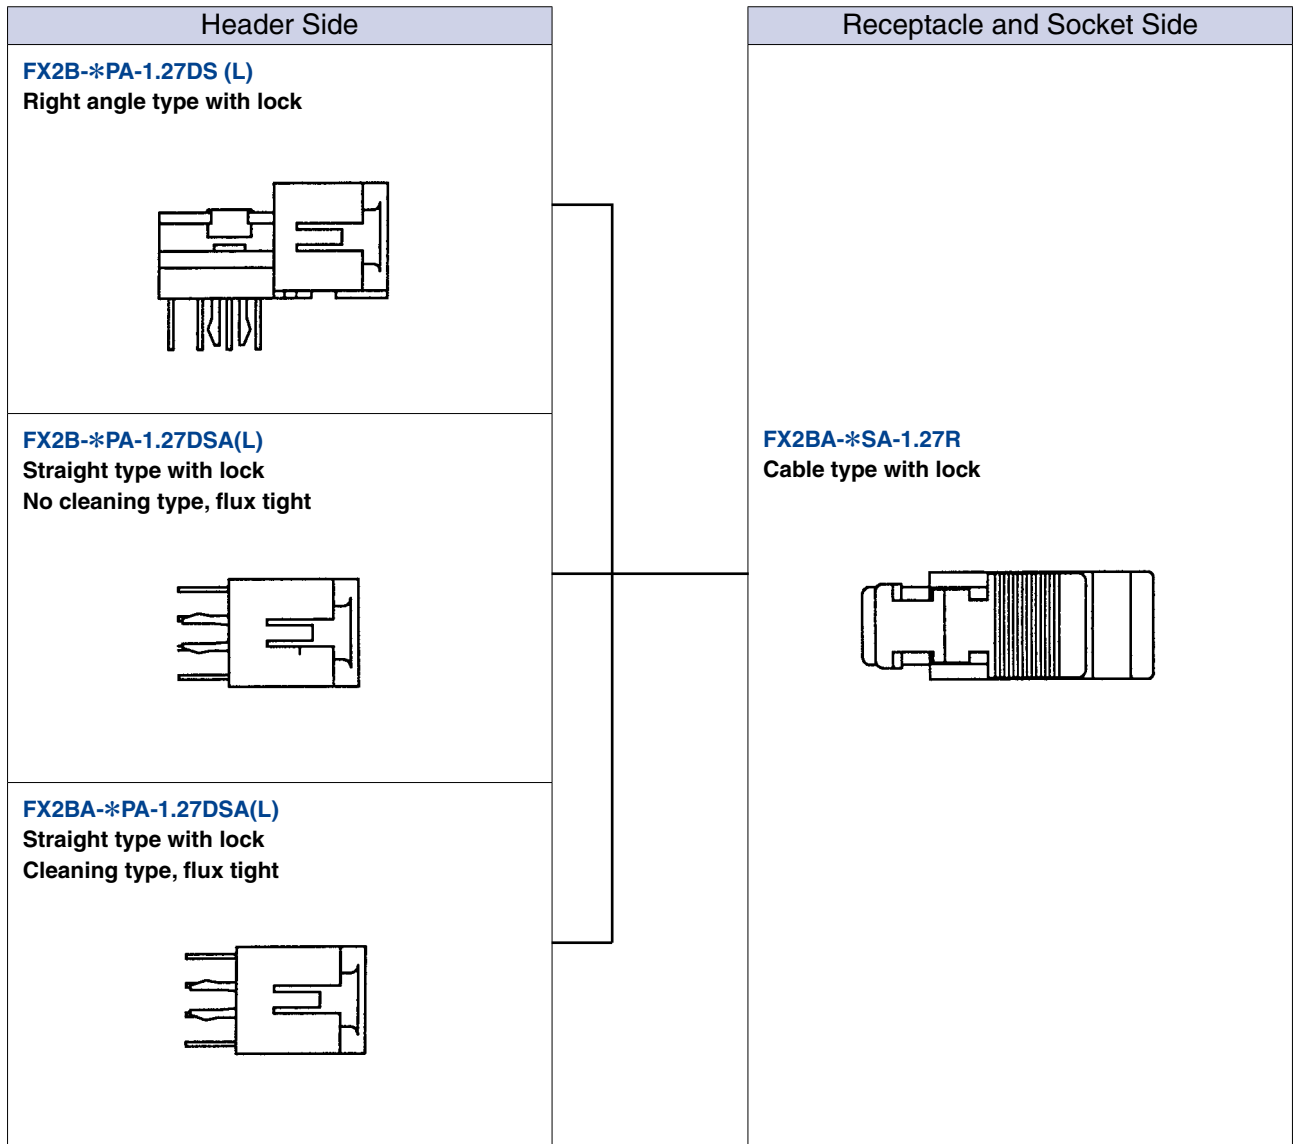 Header Side
FX2B-*PA-1.27DS (L)
Right angle type with lock
FX2B-*PA-1.27DSA(L)
Straight type with lock
No cleaning type, flux tight
FX2BA-*PA-1.27DSA(L)
Straight type with lock
Cleaning type, flux tight
Receptacle and Socket Side
FX2BA-*SA-1.27R
Cable type with lock